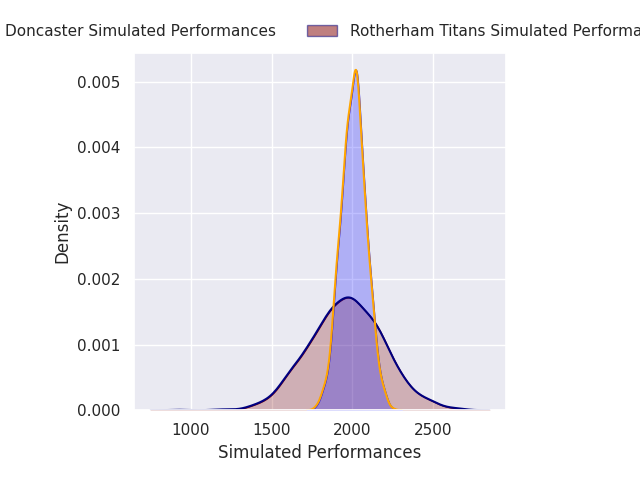 Doncaster Simulated Performances
Rotherham Titans Simulated Performa
0.005
0.004
0.003
0.002
0.001
0.000
Density
1000 1500 2000 2500
Simulated Performances